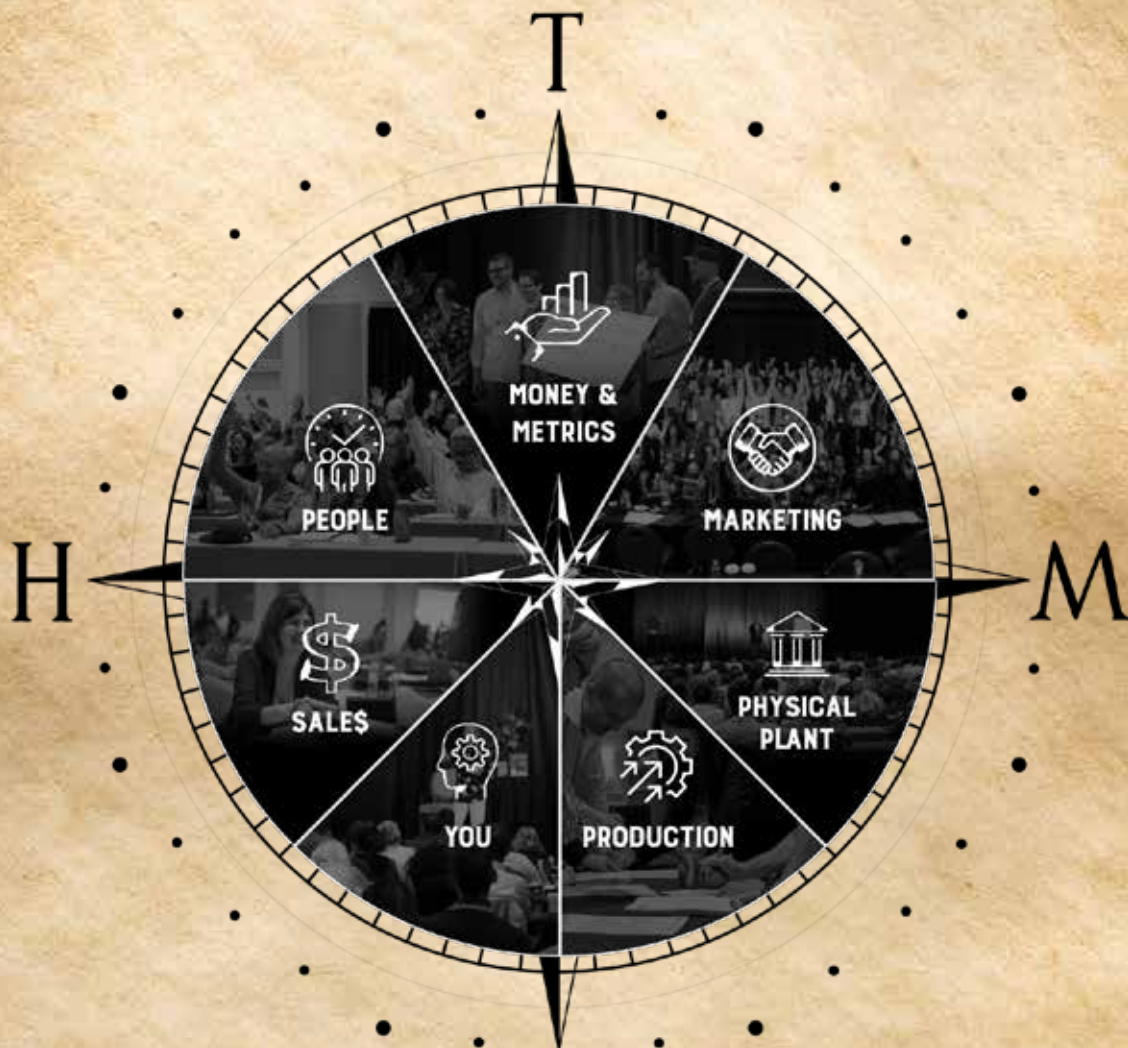 T
MONEY &
METRICS
PEOPLE
MARKETING
H
M
SALE$
PHYSICAL
PLANT
YOU
PRODUCTION